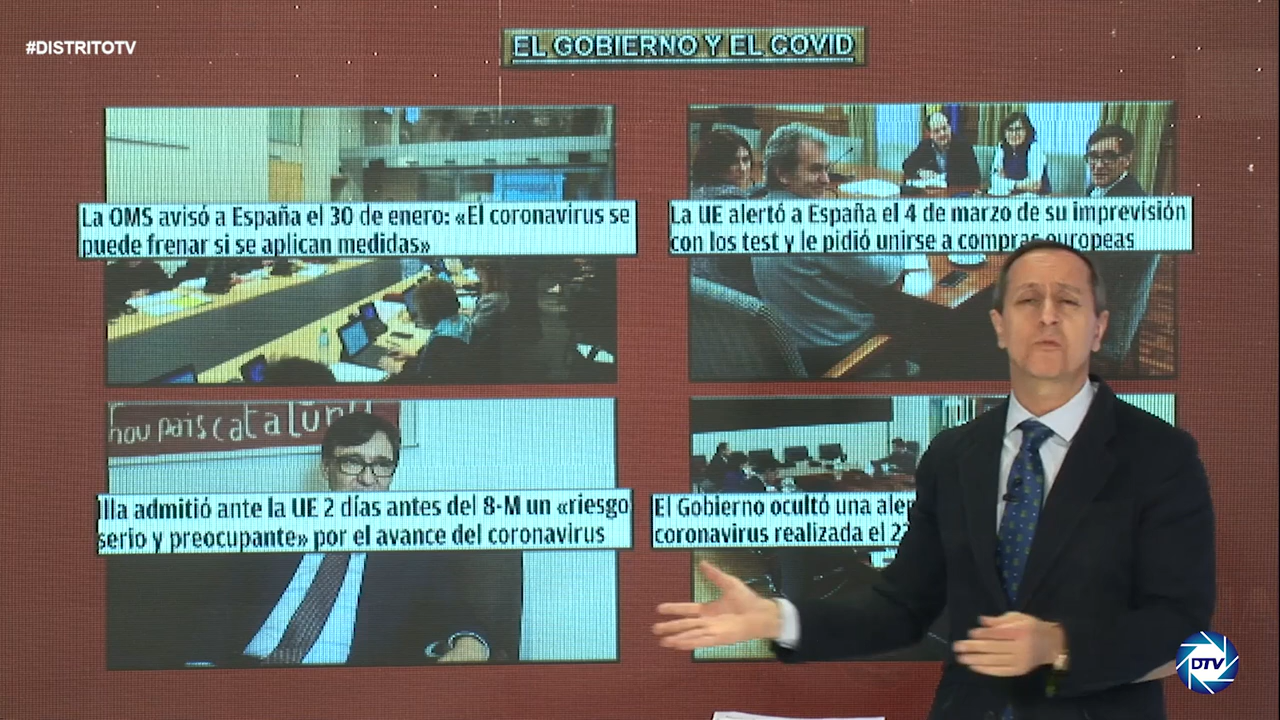 #DISTRITOTV
EL GOBIERNO Y EL COVID
La OMS avisó a España el 30 de enero: «El coronavirus se
puede frenar si se aplican medidas»
La UE alertó a España el 4 de marzo de su imprevisión
con los test y le pidió unirse a compras europeas
nou país catalun
Illa admitió ante la UE 2 días antes del 8-M un «riesgo
serio y preocupante» por el avance del coronavirus
El Gobierno ocultó una aler
coronavirus realizada el 2
DTV